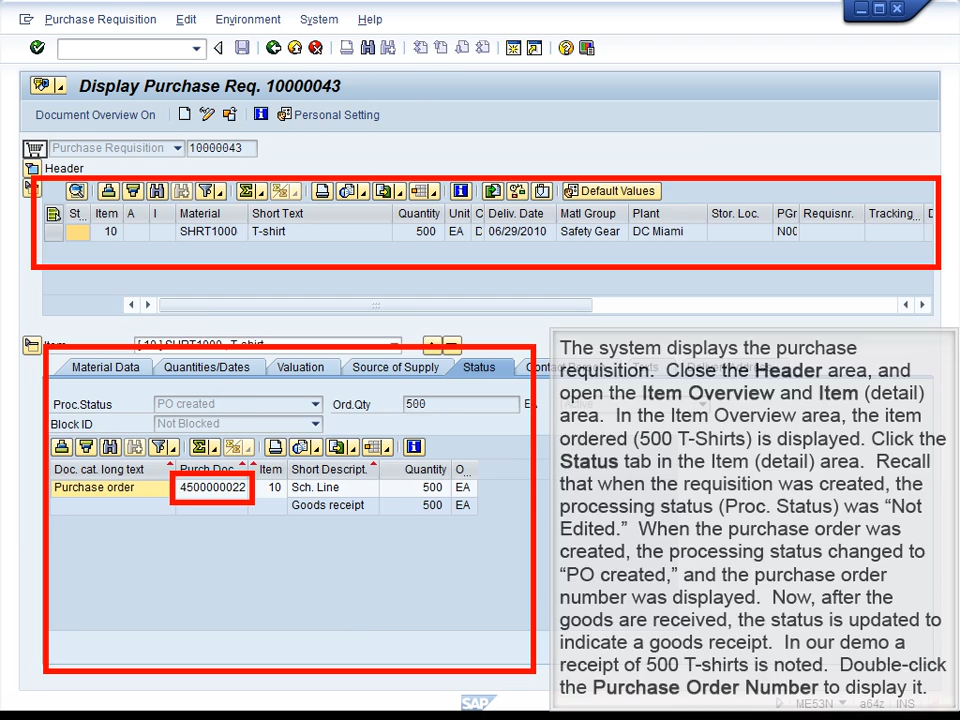 Purchase Requisition Edit Environment System Help
Display Purchase Req. 10000043
Document Overview On Personal Setting
Purchase Requisition 10000043
Header
Default Values
St... Item A I Material Short Text Quantity Unit C Deliv. Date Matl Group Plant Stor. Loc. PGr Requisnr. Tracking...
10 SHRT1000 T-shirt 500 EA D 06/29/2010 Safety Gear DC Miami N00
Item [ 10 ] SHRT1000 T-shirt
Material Data Quantities/Dates Valuation Source of Supply Status
Proc.Status PO created Ord.Qty 500
Block ID Not Blocked
Doc. cat. long text Purch.Doc. Item Short Descript. Quantity O...
Purchase order 4500000022 10 Sch. Line 500 EA
Goods receipt 500 EA
The system displays the purchase
requisition. Close the Header area, and
open the Item Overview and Item (detail)
area. In the Item Overview area, the item
ordered (500 T-Shirts) is displayed. Click the
Status tab in the Item (detail) area. Recall
that when the requisition was created, the
processing status (Proc. Status) was “Not
Edited.” When the purchase order was
created, the processing status changed to
“PO created,” and the purchase order
number was displayed. Now, after the
goods are received, the status is updated to
indicate a goods receipt. In our demo a
receipt of 500 T-shirts is noted. Double-click
the Purchase Order Number to display it.
SAP ME53N a64z INS